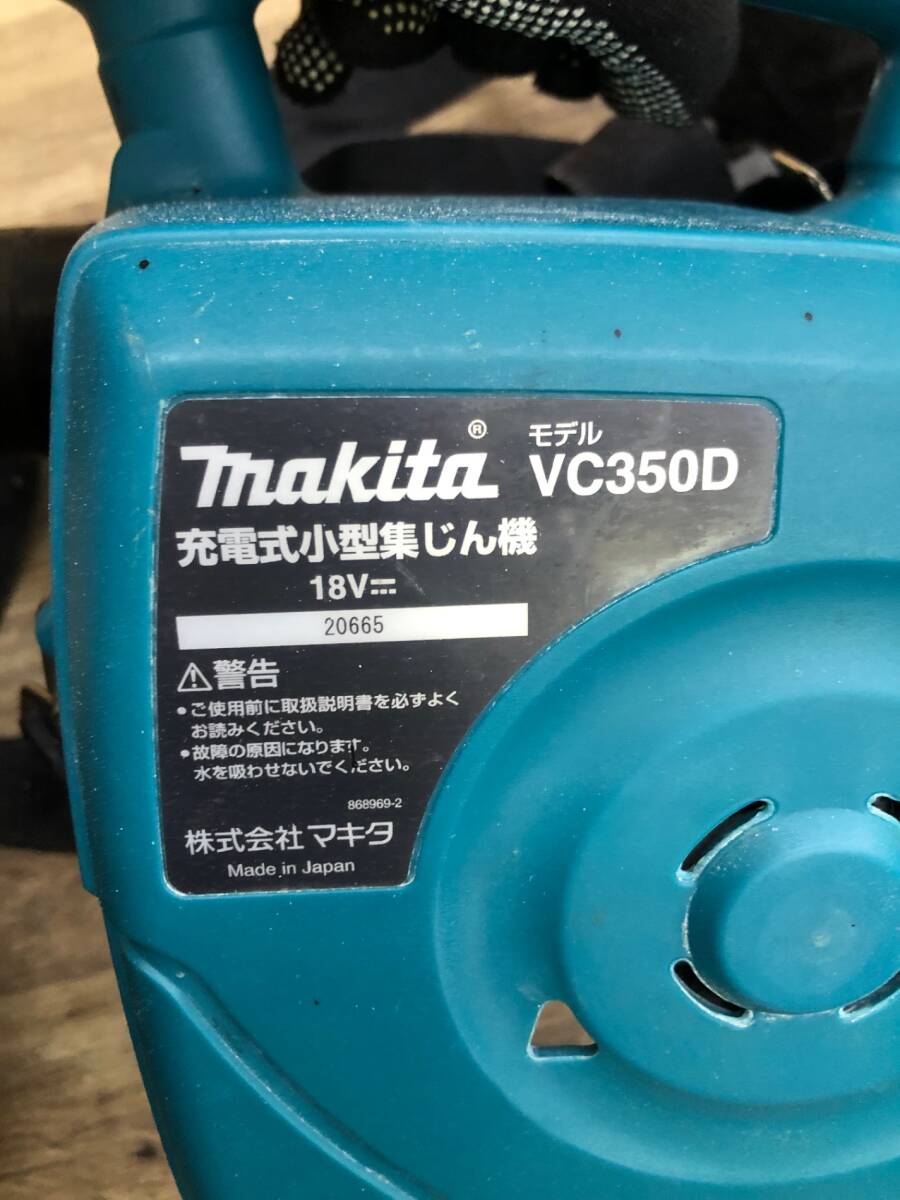 makita® モデル
VC350D
充電式小型集じん機
18V⎓
20665
⚠警告
•ご使用前に取扱説明書を必ずよく
お読みください。
•故障の原因になります。
水を吸わせないでください。
868969-2
株式会社マキタ
Made in Japan